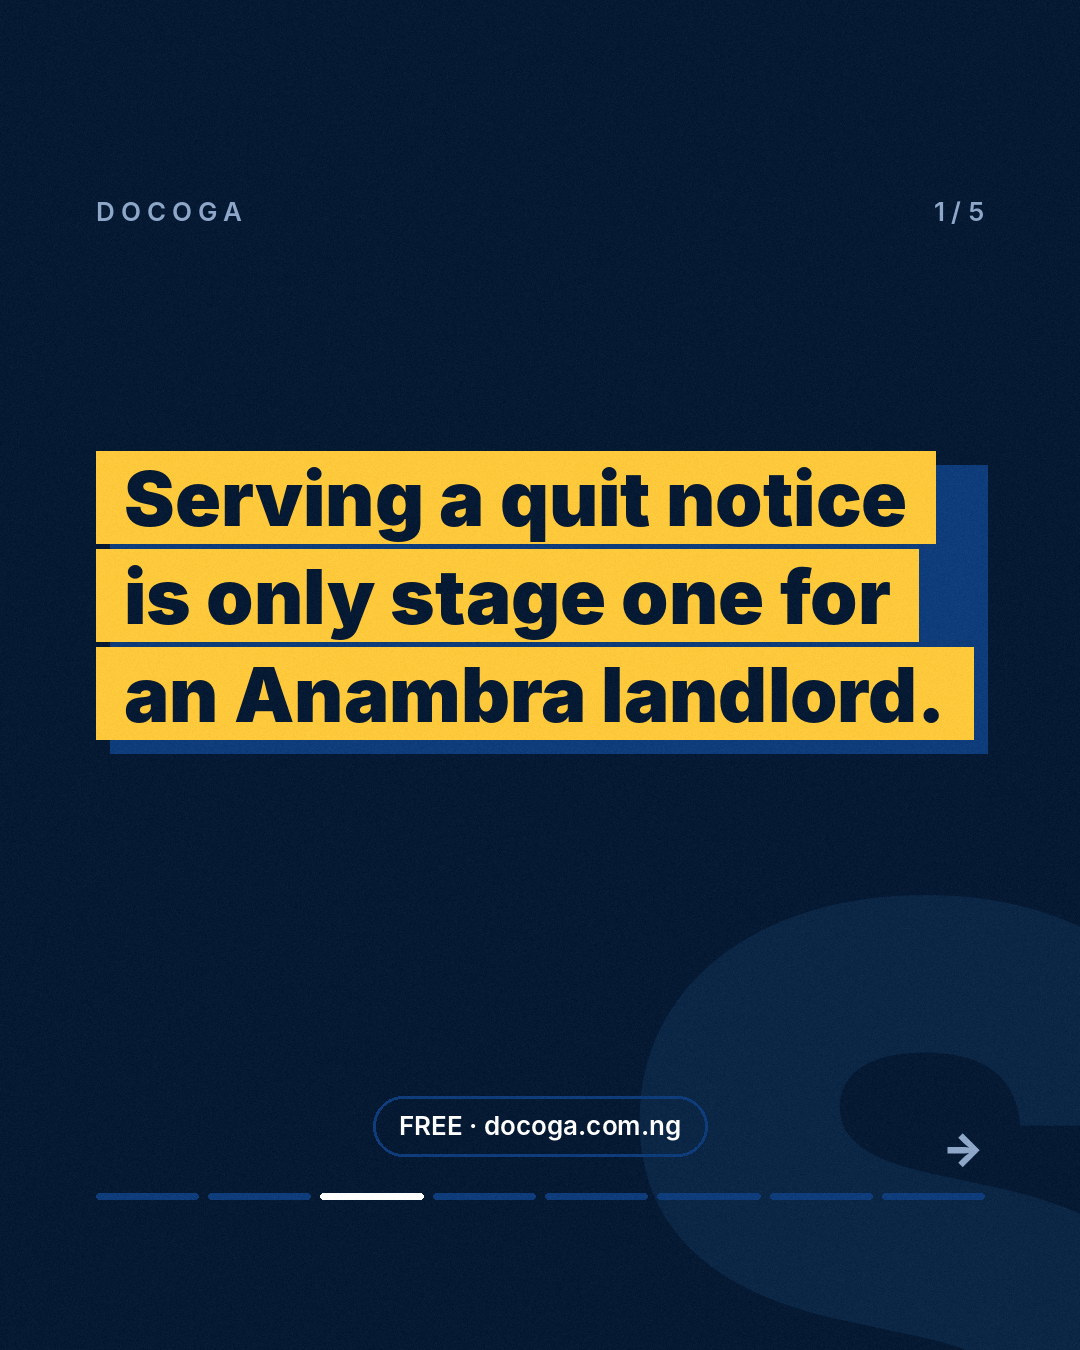 DOCOGA
1/5
Serving a quit notice
is only stage one for
an Anambra landlord.
FREE · docoga.com.ng